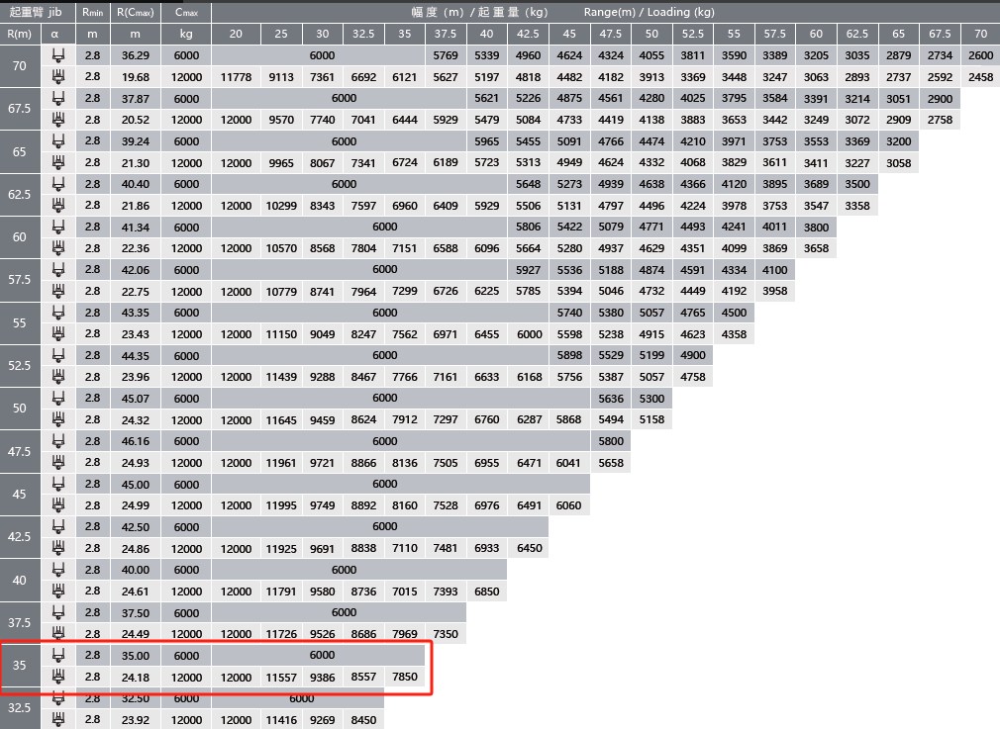 起重臂 jib Rmin R(Cmax) Cmax 幅 度（m）/ 起 重 量（kg） Range(m) / Loading (kg)
R(m) α m m kg 20 25 30 32.5 35 37.5 40 42.5 45 47.5 50 52.5 55 57.5 60 62.5 65 67.5 70
70 2.8 36.29 6000 6000 5769 5339 4960 4624 4324 4055 3811 3590 3389 3205 3035 2879 2734 2600
2.8 19.68 12000 11778 9113 7361 6692 6121 5627 5197 4818 4482 4182 3913 3369 3448 3247 3063 2893 2737 2592 2458
67.5 2.8 37.87 6000 6000 5621 5226 4875 4561 4280 4025 3795 3584 3391 3214 3051 2900
2.8 20.52 12000 12000 9570 7740 7041 6444 5929 5479 5084 4733 4419 4138 3883 3653 3442 3249 3072 2909 2758
65 2.8 39.24 6000 6000 5965 5455 5091 4766 4474 4210 3971 3753 3553 3369 3200
2.8 21.30 12000 12000 9965 8067 7341 6724 6189 5723 5313 4949 4624 4332 4068 3829 3611 3411 3227 3058
62.5 2.8 40.40 6000 6000 5648 5273 4939 4638 4366 4120 3895 3689 3500
2.8 21.86 12000 12000 10299 8343 7597 6960 6409 5929 5506 5131 4797 4496 4224 3978 3753 3547 3358
60 2.8 41.34 6000 6000 5806 5422 5079 4771 4493 4241 4011 3800
2.8 22.36 12000 12000 10570 8568 7804 7151 6588 6096 5664 5280 4937 4629 4351 4099 3869 3658
57.5 2.8 42.06 6000 6000 5927 5536 5188 4874 4591 4334 4100
2.8 22.75 12000 12000 10779 8741 7964 7299 6726 6225 5785 5394 5046 4732 4449 4192 3958
55 2.8 43.35 6000 6000 5740 5380 5057 4765 4500
2.8 23.43 12000 12000 11150 9049 8247 7562 6971 6455 6000 5598 5238 4915 4623 4358
52.5 2.8 44.35 6000 6000 5898 5529 5199 4900
2.8 23.96 12000 12000 11439 9288 8467 7766 7161 6633 6168 5756 5387 5057 4758
50 2.8 45.07 6000 6000 5636 5300
2.8 24.32 12000 12000 11645 9459 8624 7912 7297 6760 6287 5868 5494 5158
47.5 2.8 46.16 6000 6000 5800
2.8 24.93 12000 12000 11961 9721 8866 8136 7505 6955 6471 6041 5658
45 2.8 45.00 6000 6000
2.8 24.99 12000 12000 11995 9749 8892 8160 7528 6976 6491 6060
42.5 2.8 42.50 6000 6000
2.8 24.86 12000 12000 11925 9691 8838 7110 7481 6933 6450
40 2.8 40.00 6000 6000
2.8 24.61 12000 12000 11791 9580 8736 7015 7393 6850
37.5 2.8 37.50 6000 6000
2.8 24.49 12000 12000 11726 9526 8686 7969 7350
35 2.8 35.00 6000 6000
2.8 24.18 12000 12000 11557 9386 8557 7850
32.5 2.8 32.50 6000 6000
2.8 23.92 12000 12000 11416 9269 8450